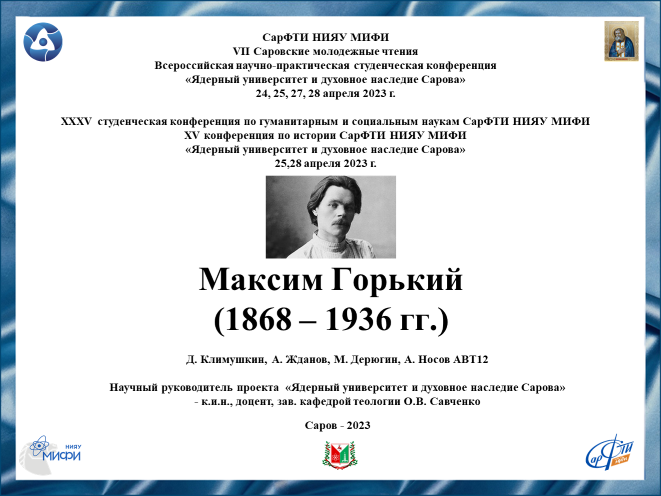 СарФТИ НИЯУ МИФИ
VII Саровские молодежные чтения
Всероссийская научно-практическая студенческая конференция
«Ядерный университет и духовное наследие Сарова»
24, 25, 27, 28 апреля 2023 г.
XXXV студенческая конференция по гуманитарным и социальным наукам СарФТИ НИЯУ МИФИ
XV конференция по истории СарФТИ НИЯУ МИФИ
«Ядерный университет и духовное наследие Сарова»
25,28 апреля 2023 г.
Максим Горький
(1868 – 1936 гг.)
Д. Климушкин, А. Жданов, М. Дерюгин, А. Носов АВТ12
Научный руководитель проекта «Ядерный университет и духовное наследие Сарова»
- к.и.н., доцент, зав. кафедрой теологии О.В. Савченко
Саров - 2023
НИЯУ
МИФИ
СарФТИ